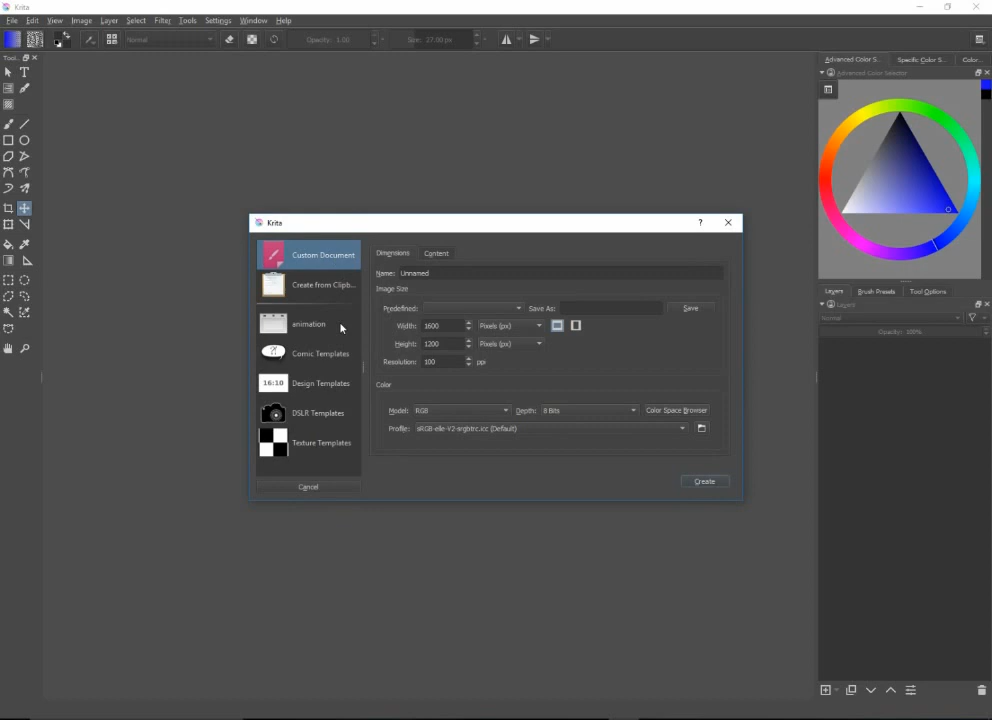 Krita
File Edit View Image Layer Select Filter Tools Settings Window Help
Normal Opacity: 1.00 Size: 27.00 px
Tool... Advanced Color S... Specific Color S... Color...
Advanced Color Selector
Krita ?
Custom Document
Create from Clipb...
animation
Comic Templates
16:10 Design Templates
DSLR Templates
Texture Templates
Cancel
Dimensions Content
Name: Unnamed
Image Size
Predefined: Save As: Save
Width: 1600 Pixels (px)
Height: 1200 Pixels (px)
Resolution: 100 ppi
Color
Model: RGB Depth: 8 Bits Color Space Browser
Profile: sRGB-elle-V2-srgbtrc.icc (Default)
Create
Layers Brush Presets Tool Options
Layers
Normal
Opacity: 100%